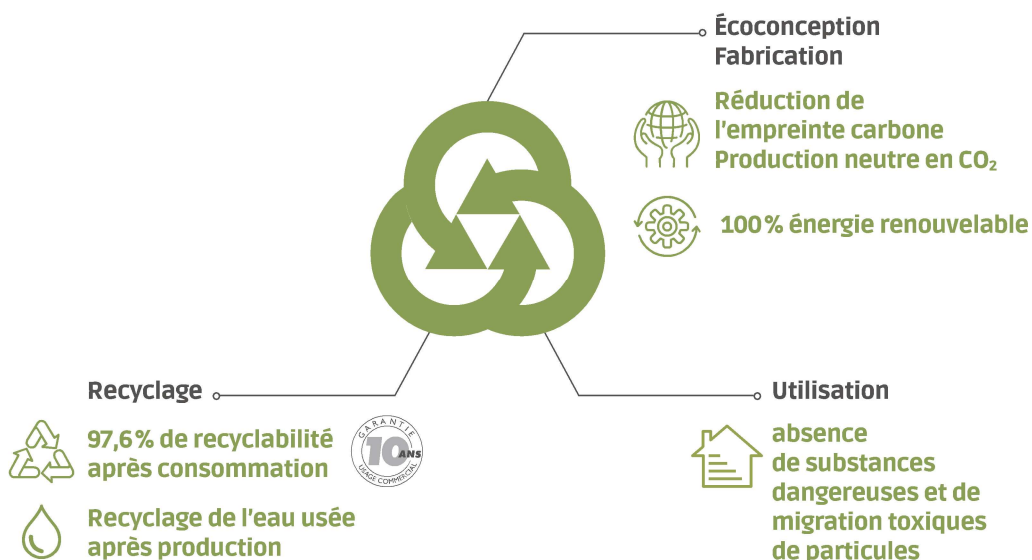 Écoconception
Fabrication
Réduction de
l'empreinte carbone
Production neutre en CO₂
100% énergie renouvelable
Recyclage
97,6% de recyclabilité
après consommation
GARANTIE
10 ANS
USAGE COMMERCIAL
Recyclage de l'eau usée
après production
Utilisation
absence
de substances
dangereuses et de
migration toxiques
de particules